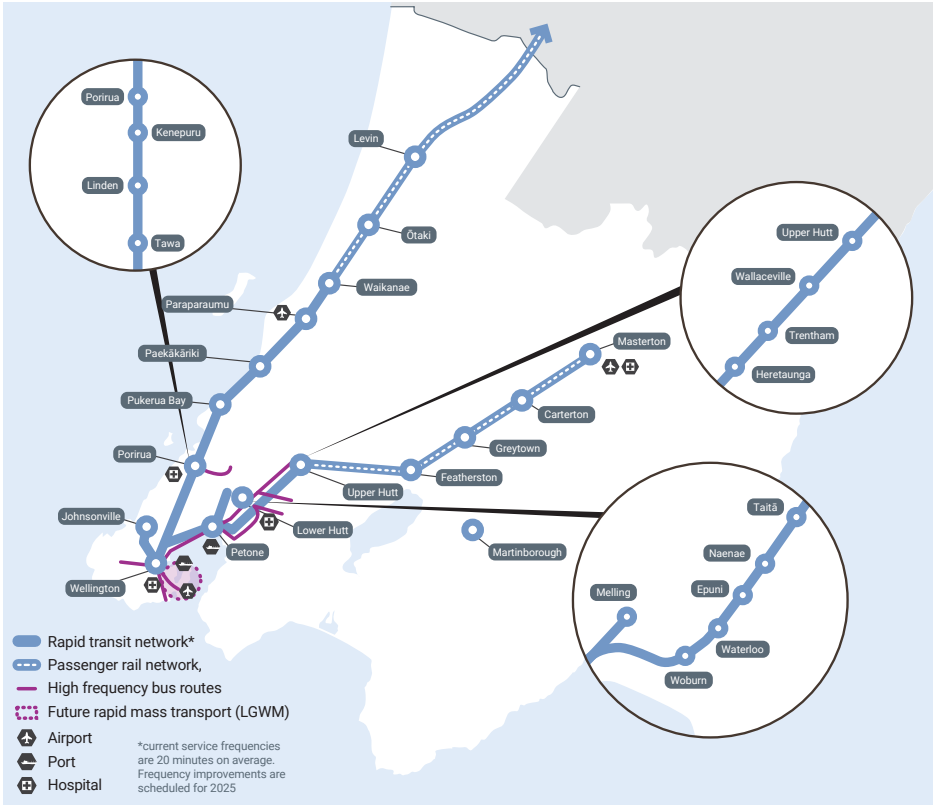 Porirua
Kenepuru
Linden
Tawa
Levin
Ōtaki
Waikanae
Paraparaumu
Paekākāriki
Pukerua Bay
Porirua
Johnsonville
Wellington
Petone
Lower Hutt
Upper Hutt
Featherston
Greytown
Carterton
Masterton
Martinborough
Upper Hutt
Wallaceville
Trentham
Heretaunga
Taitā
Naenae
Epuni
Melling
Waterloo
Woburn
Rapid transit network*
Passenger rail network,
High frequency bus routes
Future rapid mass transport (LGWM)
Airport
Port
Hospital
*current service frequencies
are 20 minutes on average.
Frequency improvements are
scheduled for 2025